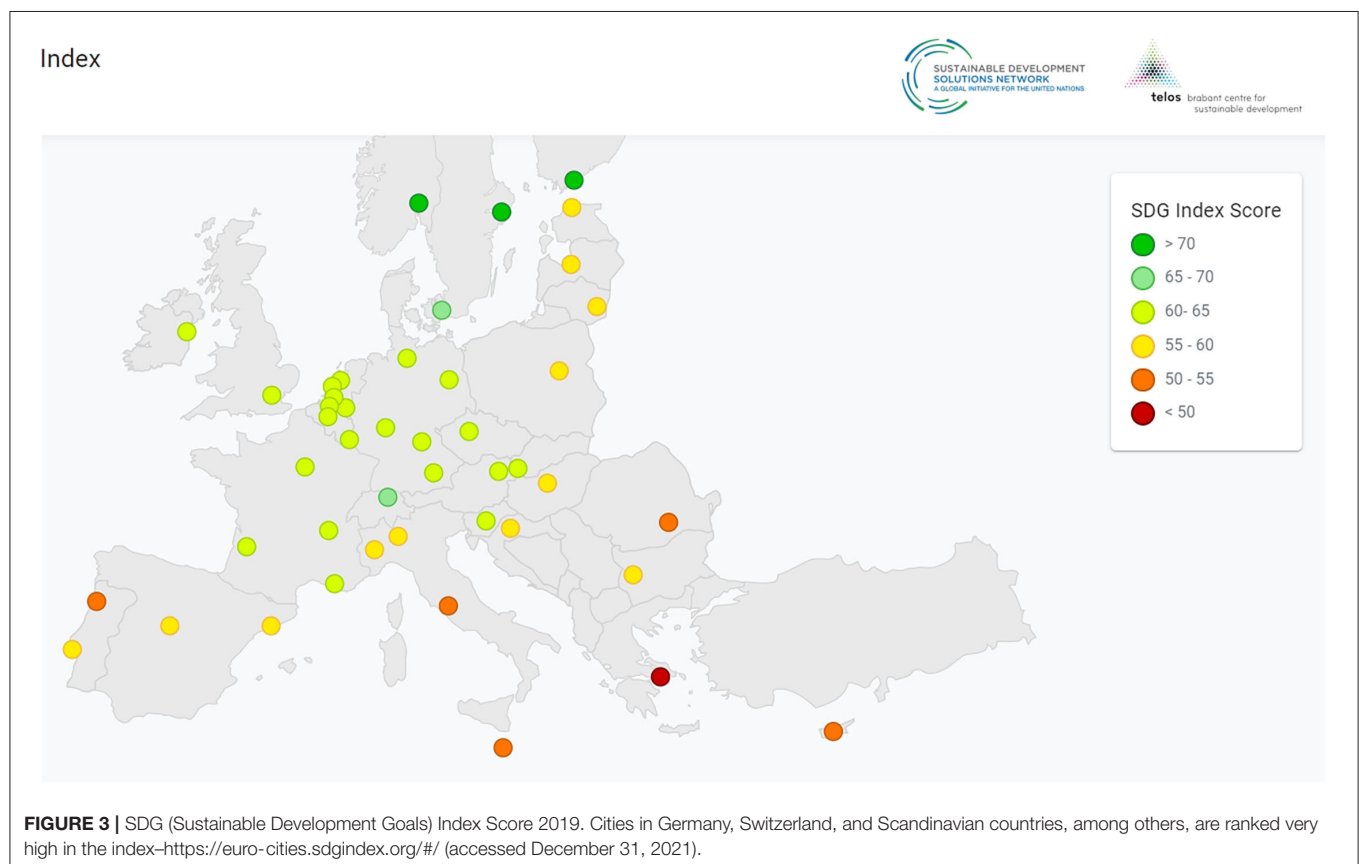 Index
SUSTAINABLE DEVELOPMENT
SOLUTIONS NETWORK
A GLOBAL INITIATIVE FOR THE UNITED NATIONS
telos brabant centre for
sustainable development
SDG Index Score
> 70
65 - 70
60- 65
55 - 60
50 - 55
< 50
FIGURE 3 | SDG (Sustainable Development Goals) Index Score 2019. Cities in Germany, Switzerland, and Scandinavian countries, among others, are ranked very
high in the index–https://euro-cities.sdgindex.org/#/ (accessed December 31, 2021).